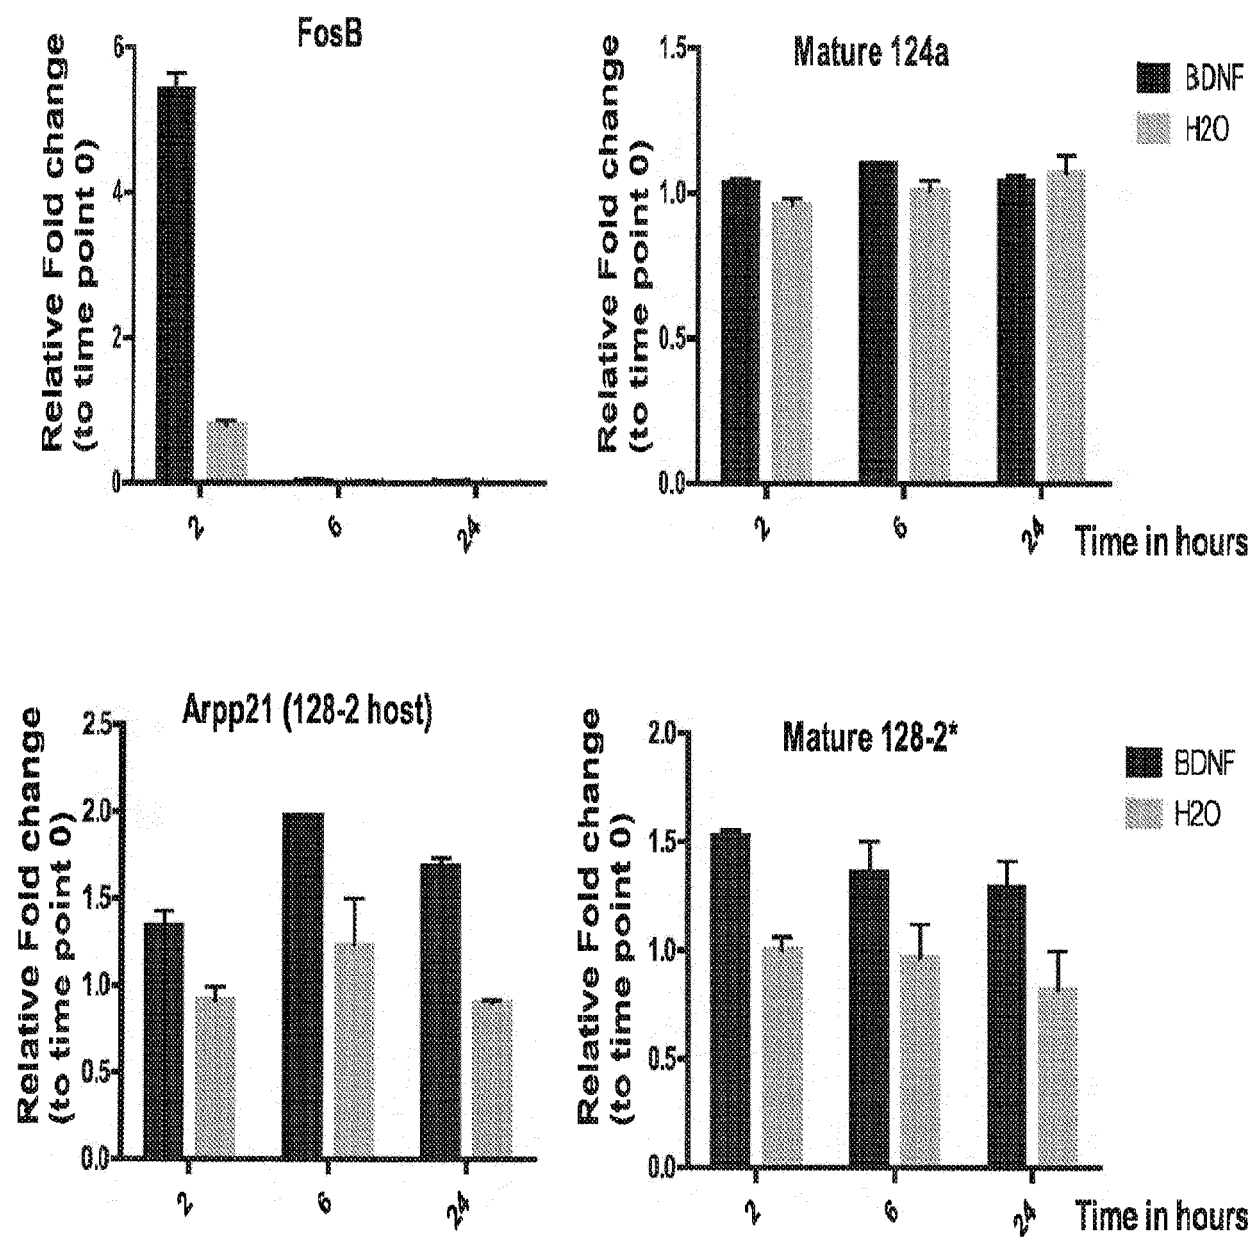 FosB
Relative Fold change
(to time point 0)
6
4
2
0
2 6 24
Mature 124a
Relative Fold change
(to time point 0)
1.5
1.0
0.5
0.0
2 6 24
Time in hours
BDNF
H2O
Arpp21 (128-2 host)
Relative Fold change
(to time point 0)
2.5
2.0
1.5
1.0
0.5
0.0
2 6 24
Mature 128-2*
Relative Fold change
(to time point 0)
2.0
1.5
1.0
0.5
0.0
2 6 24
Time in hours
BDNF
H2O